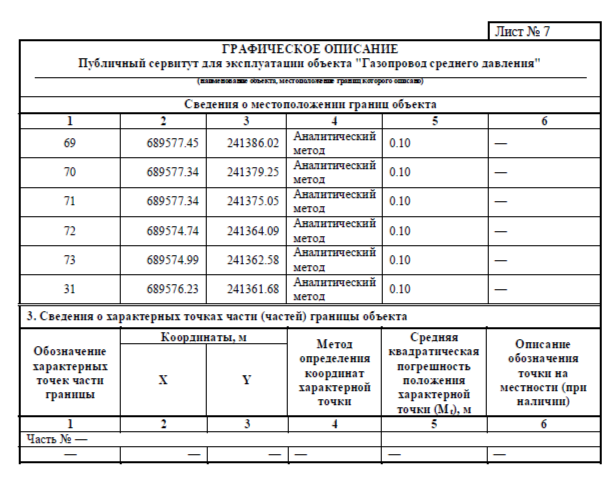 Лист № 7
ГРАФИЧЕСКОЕ ОПИСАНИЕ
Публичный сервитут для эксплуатации объекта "Газопровод среднего давления"
(наименование объекта, местоположение границ которого описано)
Сведения о местоположении границ объекта
1 2 3 4 5 6
69 689577.45 241386.02 Аналитический метод 0.10 —
70 689577.34 241379.25 Аналитический метод 0.10 —
71 689577.34 241375.05 Аналитический метод 0.10 —
72 689574.74 241364.09 Аналитический метод 0.10 —
73 689574.99 241362.58 Аналитический метод 0.10 —
31 689576.23 241361.68 Аналитический метод 0.10 —
3. Сведения о характерных точках части (частей) границы объекта
Обозначение характерных точек части границы
Координаты, м
X Y
Метод определения координат характерной точки
Средняя квадратическая погрешность положения характерной точки (Mt), м
Описание обозначения точки на местности (при наличии)
1 2 3 4 5 6
Часть № —
— — — — — —